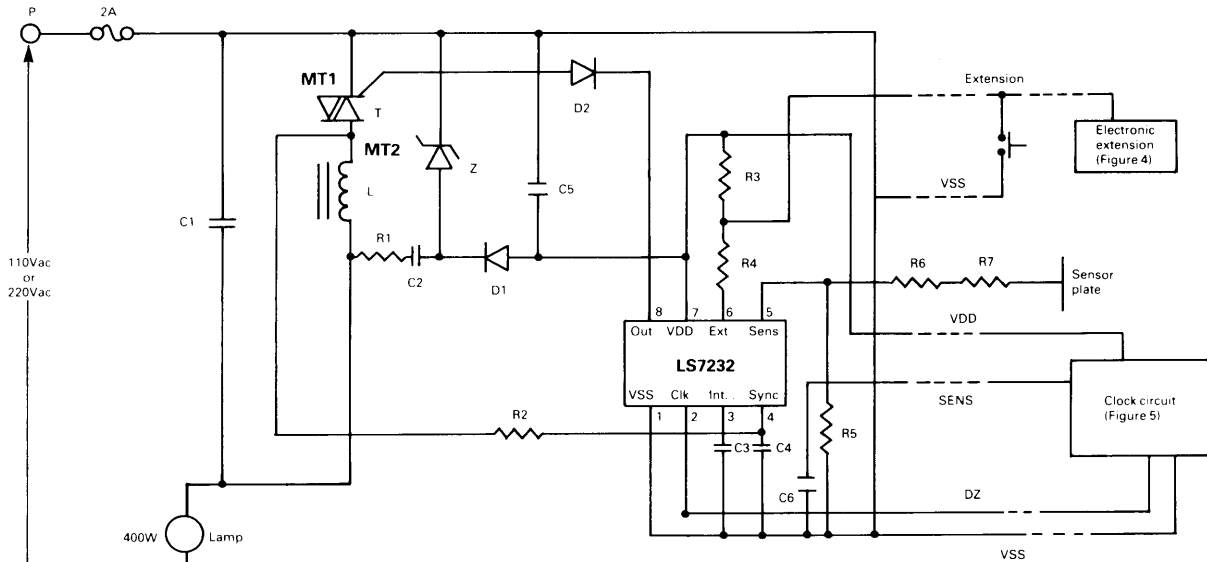 P
2A
MT1
T
D2
Extension
Electronic
extension
(Figure 4)
MT2
Z
C5
R3
VSS
C1
L
R1
C2
D1
R4
110Vac
or
220Vac
R6
R7
Sensor
plate
8
7
6
5
Out
VDD
Ext
Sens
VDD
LS7232
VSS
Clk
Int..
Sync
SENS
Clock circuit
(Figure 5)
1
2
3
4
R2
C3
C4
R5
C6
DZ
400W
Lamp
VSS